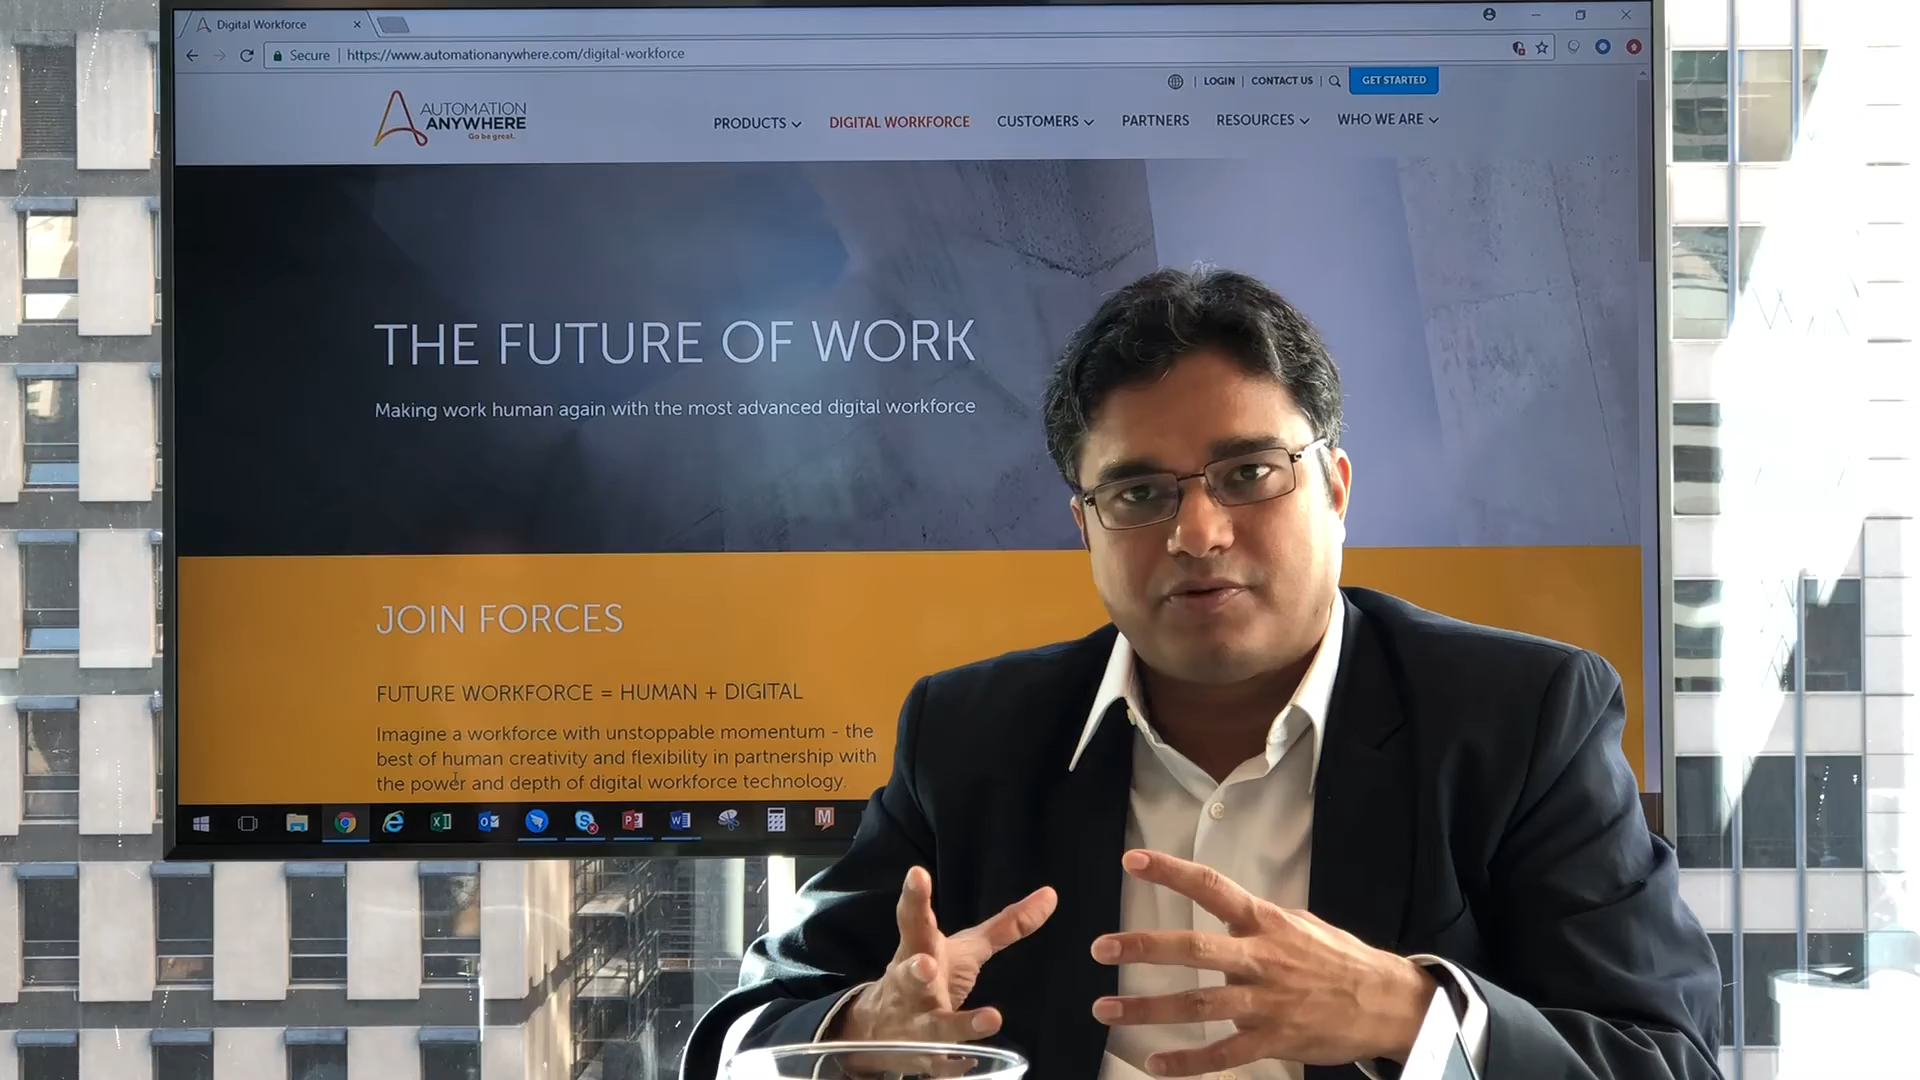 Digital Workforce
Secure | https://www.automationanywhere.com/digital-workforce
LOGIN | CONTACT US | GET STARTED
AUTOMATION
ANYWHERE
Go be great.
PRODUCTS DIGITAL WORKFORCE CUSTOMERS PARTNERS RESOURCES WHO WE ARE
THE FUTURE OF WORK
Making work human again with the most advanced digital workforce
JOIN FORCES
FUTURE WORKFORCE = HUMAN + DIGITAL
Imagine a workforce with unstoppable momentum - the
best of human creativity and flexibility in partnership with
the power and depth of digital workforce technology.